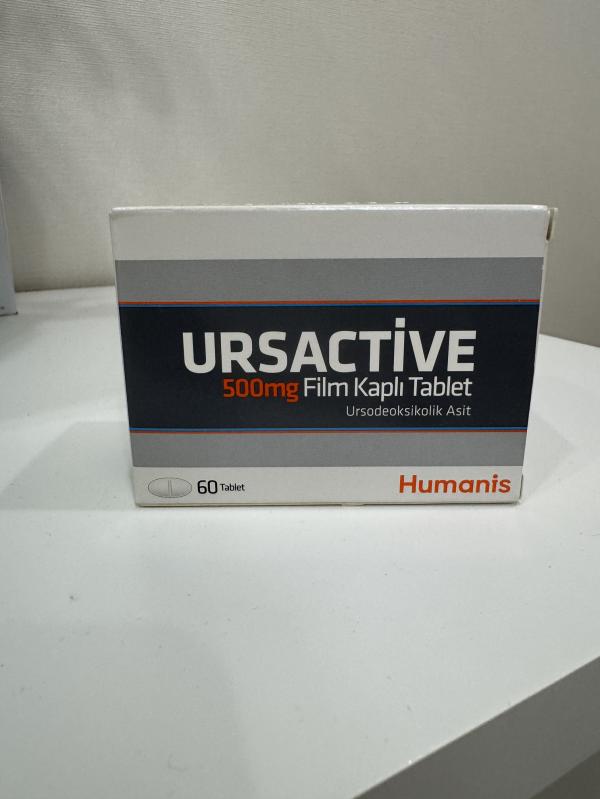 URSACTİVE
500mg Film Kaplı Tablet
Ursodeoksikolik Asit
60 Tablet
Humanis